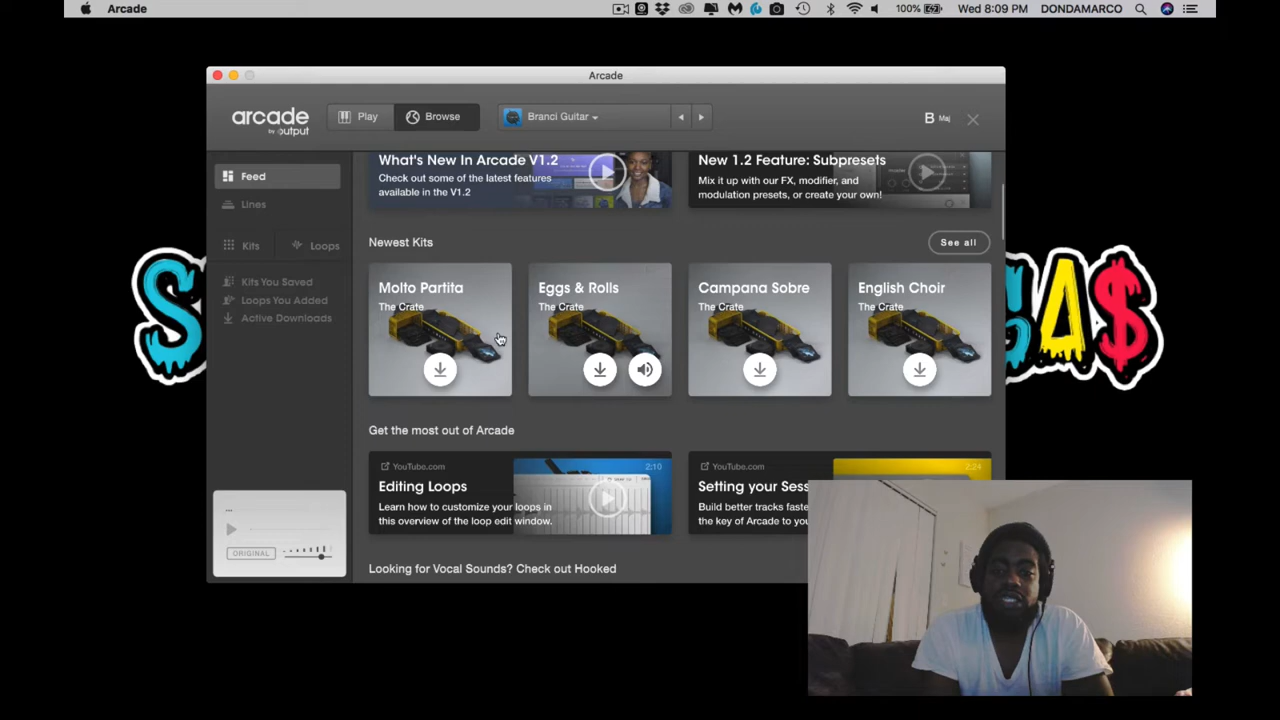 Arcade
100%
Wed 8:09 PM
DONDAMARCO
Arcade
arcade
by output
Play
Browse
Branci Guitar
B Maj
Feed
Lines
Kits
Loops
Kits You Saved
Loops You Added
Active Downloads
...
ORIGINAL
What's New In Arcade V1.2
Check out some of the latest features
available in the V1.2
New 1.2 Feature: Subpresets
Mix it up with our FX, modifier, and
modulation presets, or create your own!
Newest Kits
See all
Molto Partita
The Crate
Eggs & Rolls
The Crate
Campana Sobre
The Crate
English Choir
The Crate
Get the most out of Arcade
YouTube.com
2:10
Editing Loops
Learn how to customize your loops in
this overview of the loop edit window.
YouTube.com
2:24
Setting your Sess
Build better tracks faste
the key of Arcade to you
Looking for Vocal Sounds? Check out Hooked
S
GA$